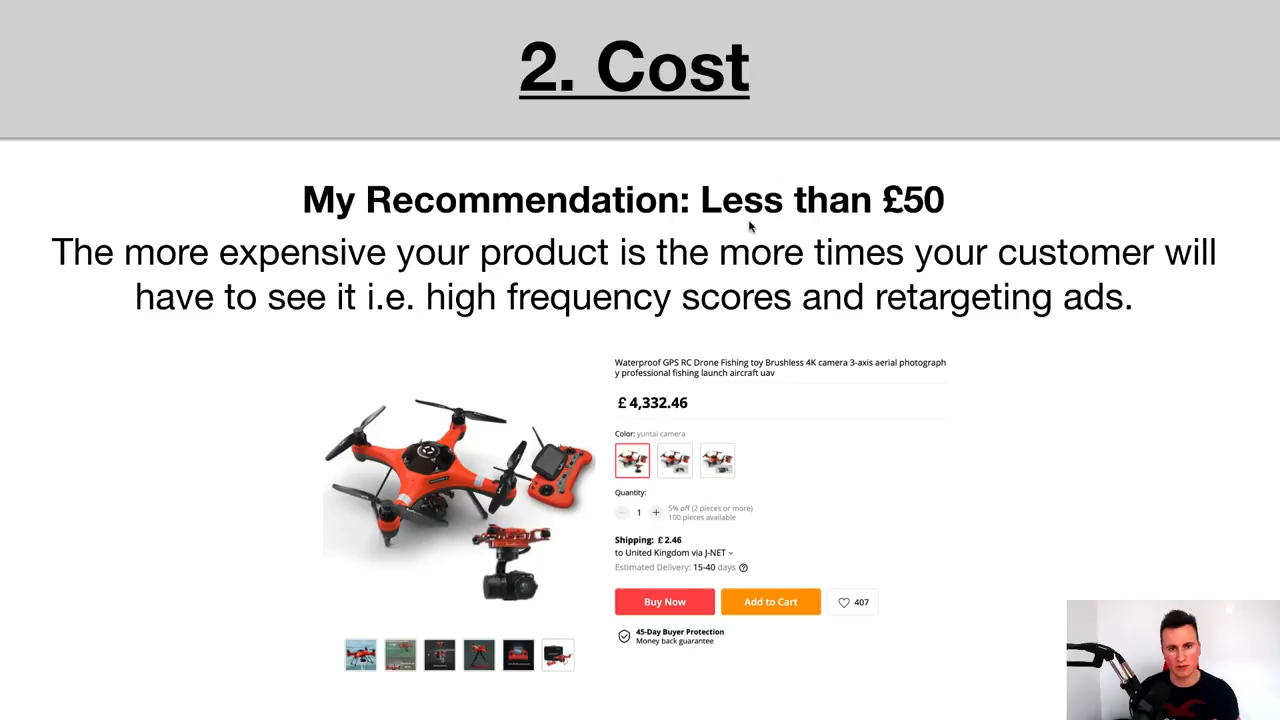 2. Cost
My Recommendation: Less than £50
The more expensive your product is the more times your customer will
have to see it i.e. high frequency scores and retargeting ads.
Waterproof GPS RC Drone Fishing toy Brushless 4K camera 3-axis aerial photograph
y professional fishing launch aircraft uav
£ 4,332.46
Color: yuntai camera
Quantity:
1
5% off (2 pieces or more)
100 pieces available
Shipping: £ 2.46
to United Kingdom via J-NET
Estimated Delivery: 15-40 days
Buy Now
Add to Cart
407
45-Day Buyer Protection
Money back guarantee